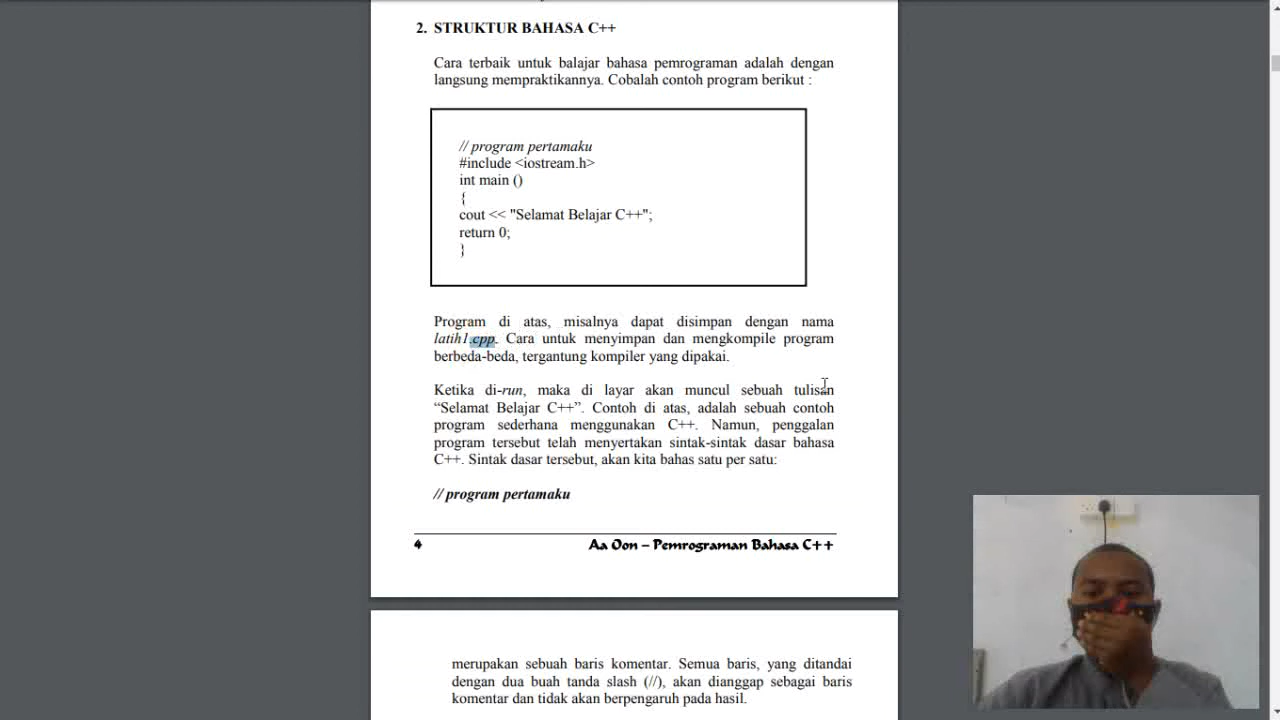 2. STRUKTUR BAHASA C++
Cara terbaik untuk balajar bahasa pemrograman adalah dengan
langsung mempraktikannya. Cobalah contoh program berikut :
// program pertamaku
#include <iostream.h>
int main ()
{
cout << "Selamat Belajar C++";
return 0;
}
Program di atas, misalnya dapat disimpan dengan nama
latih1.cpp. Cara untuk menyimpan dan mengkompile program
berbeda-beda, tergantung kompiler yang dipakai.
Ketika di-run, maka di layar akan muncul sebuah tulisan
“Selamat Belajar C++”. Contoh di atas, adalah sebuah contoh
program sederhana menggunakan C++. Namun, penggalan
program tersebut telah menyertakan sintak-sintak dasar bahasa
C++. Sintak dasar tersebut, akan kita bahas satu per satu:
// program pertamaku
4 Aa Oon – Pemrograman Bahasa C++
merupakan sebuah baris komentar. Semua baris, yang ditandai
dengan dua buah tanda slash (//), akan dianggap sebagai baris
komentar dan tidak akan berpengaruh pada hasil.